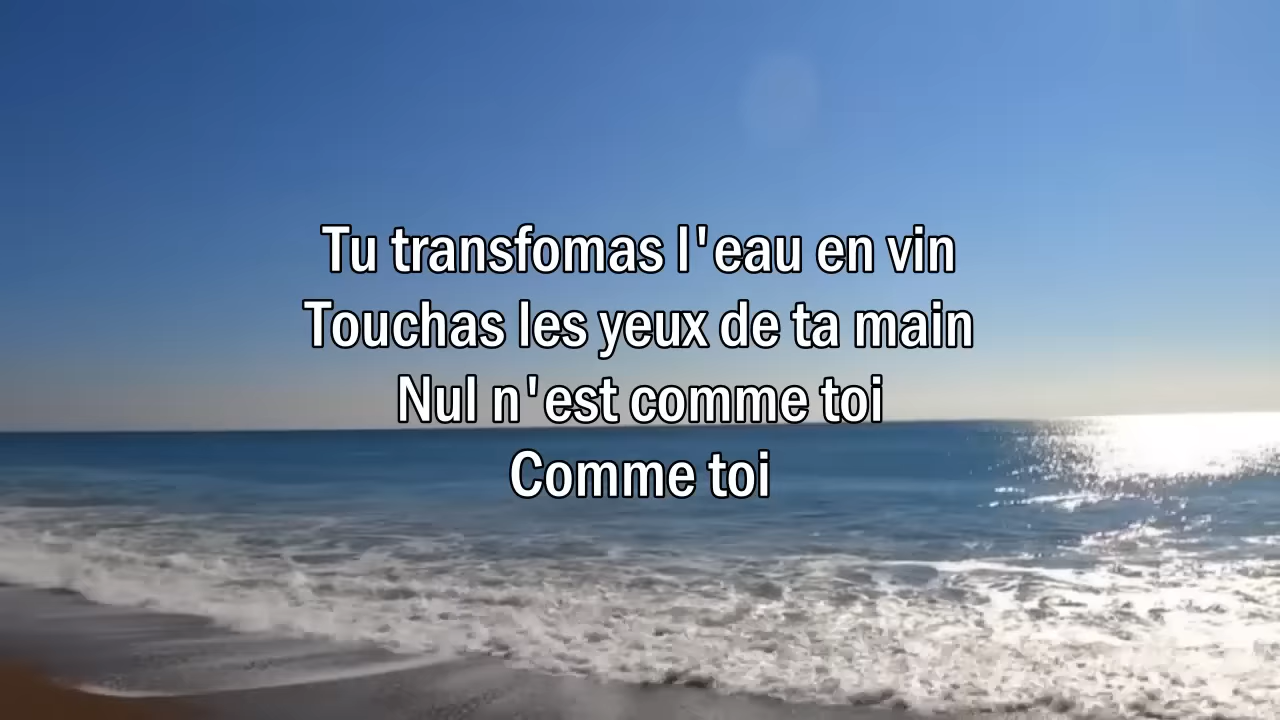 Tu transfomas l'eau en vin
Touchas les yeux de ta main
Nul n'est comme toi
Comme toi